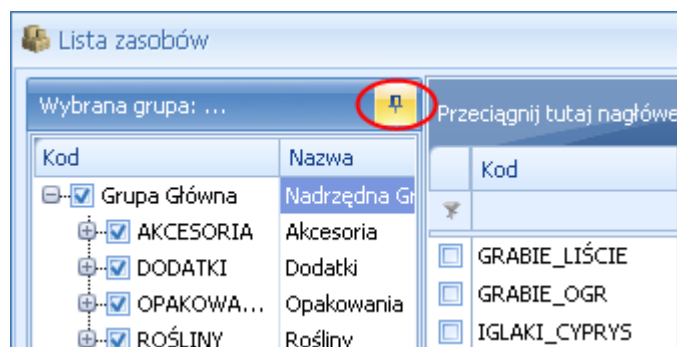 Lista zasobów
Wybrana grupa: ...
Przeciągnij tutaj nagłówe
Kod Nazwa
Kod
Grupa Główna Nadrzędna Gr
AKCESORIA Akcesoria
DODATKI Dodatki
OPAKOWA... Opakowania
ROŚLINY Rośliny
GRABIE_LIŚCIE
GRABIE_OGR
IGLAKI_CYPRYS